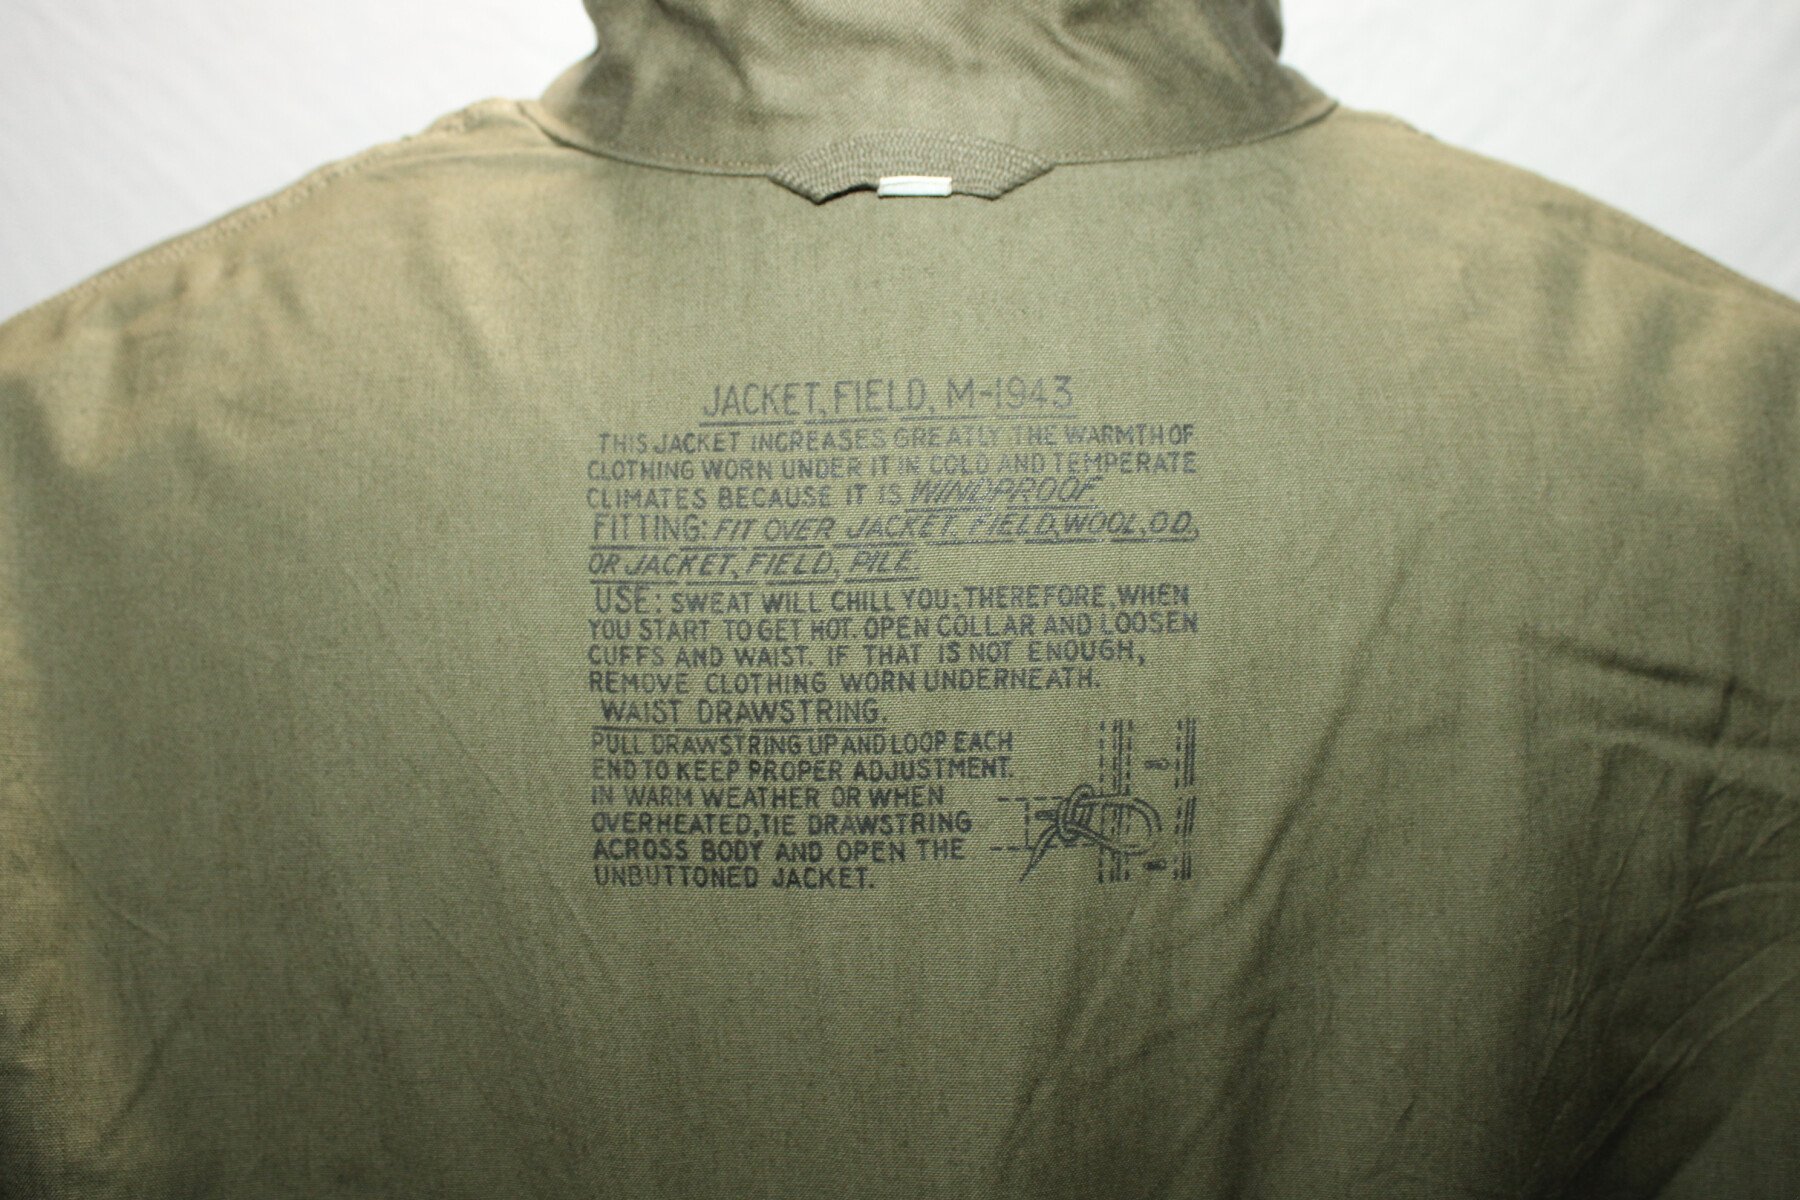 JACKET, FIELD, M-1943
THIS JACKET INCREASES GREATLY THE WARMTH OF
CLOTHING WORN UNDER IT IN COLD AND TEMPERATE
CLIMATES BECAUSE IT IS WINDPROOF.
FITTING: FIT OVER JACKET, FIELD, WOOL, O.D.,
OR JACKET, FIELD, PILE.
USE: SWEAT WILL CHILL YOU; THEREFORE, WHEN
YOU START TO GET HOT. OPEN COLLAR AND LOOSEN
CUFFS AND WAIST. IF THAT IS NOT ENOUGH,
REMOVE CLOTHING WORN UNDERNEATH.
WAIST DRAWSTRING.
PULL DRAWSTRING UP AND LOOP EACH
END TO KEEP PROPER ADJUSTMENT.
IN WARM WEATHER OR WHEN
OVERHEATED, TIE DRAWSTRING
ACROSS BODY AND OPEN THE
UNBUTTONED JACKET.